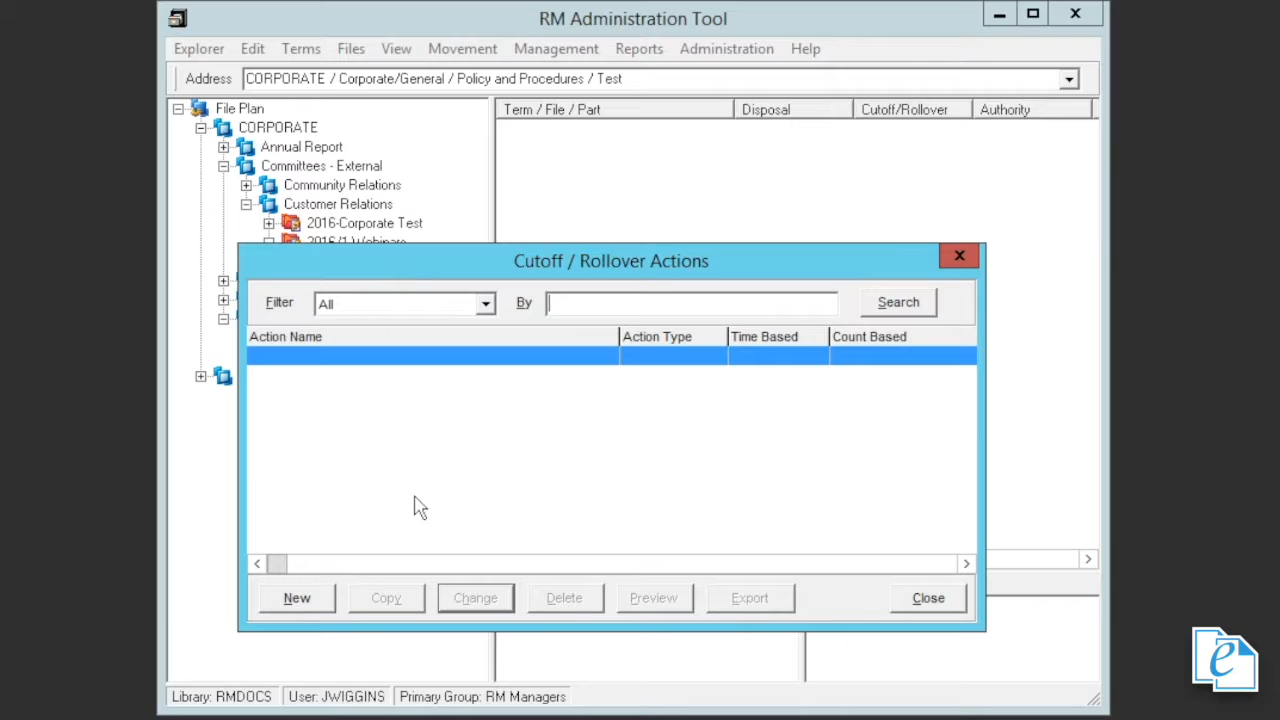 RM Administration Tool
Explorer Edit Terms Files View Movement Management Reports Administration Help
Address CORPORATE / Corporate/General / Policy and Procedures / Test
File Plan
Term / File / Part Disposal Cutoff/Rollover Authority
CORPORATE
Annual Report
Committees - External
Community Relations
Customer Relations
2016-Corporate Test
Cutoff / Rollover Actions
Filter All By Search
Action Name Action Type Time Based Count Based
New Copy Change Delete Preview Export Close
Library: RMDOCS User: JWIGGINS Primary Group: RM Managers
e